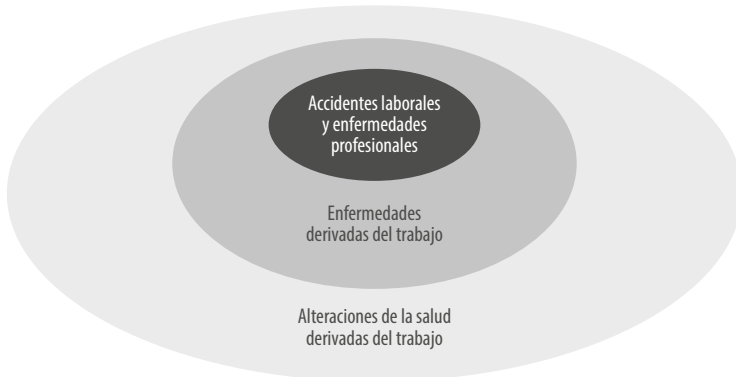 Accidentes laborales
y enfermedades
profesionales
Enfermedades
derivadas del trabajo
Alteraciones de la salud
derivadas del trabajo